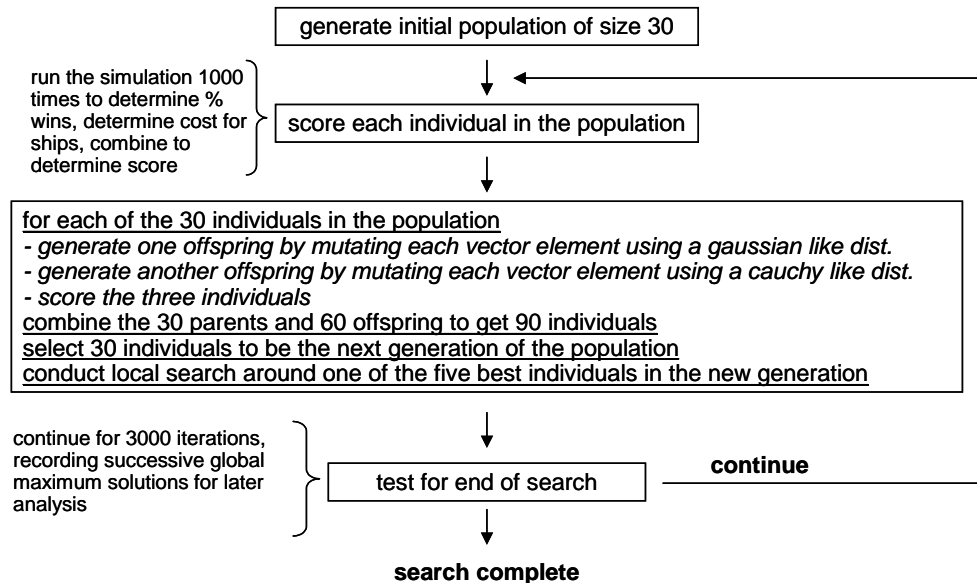 generate initial population of size 30
run the simulation 1000
times to determine %
wins, determine cost for
ships, combine to
determine score
score each individual in the population
for each of the 30 individuals in the population
- generate one offspring by mutating each vector element using a gaussian like dist.
- generate another offspring by mutating each vector element using a cauchy like dist.
- score the three individuals
combine the 30 parents and 60 offspring to get 90 individuals
select 30 individuals to be the next generation of the population
conduct local search around one of the five best individuals in the new generation
continue for 3000 iterations,
recording successive global
maximum solutions for later
analysis
test for end of search
continue
search complete